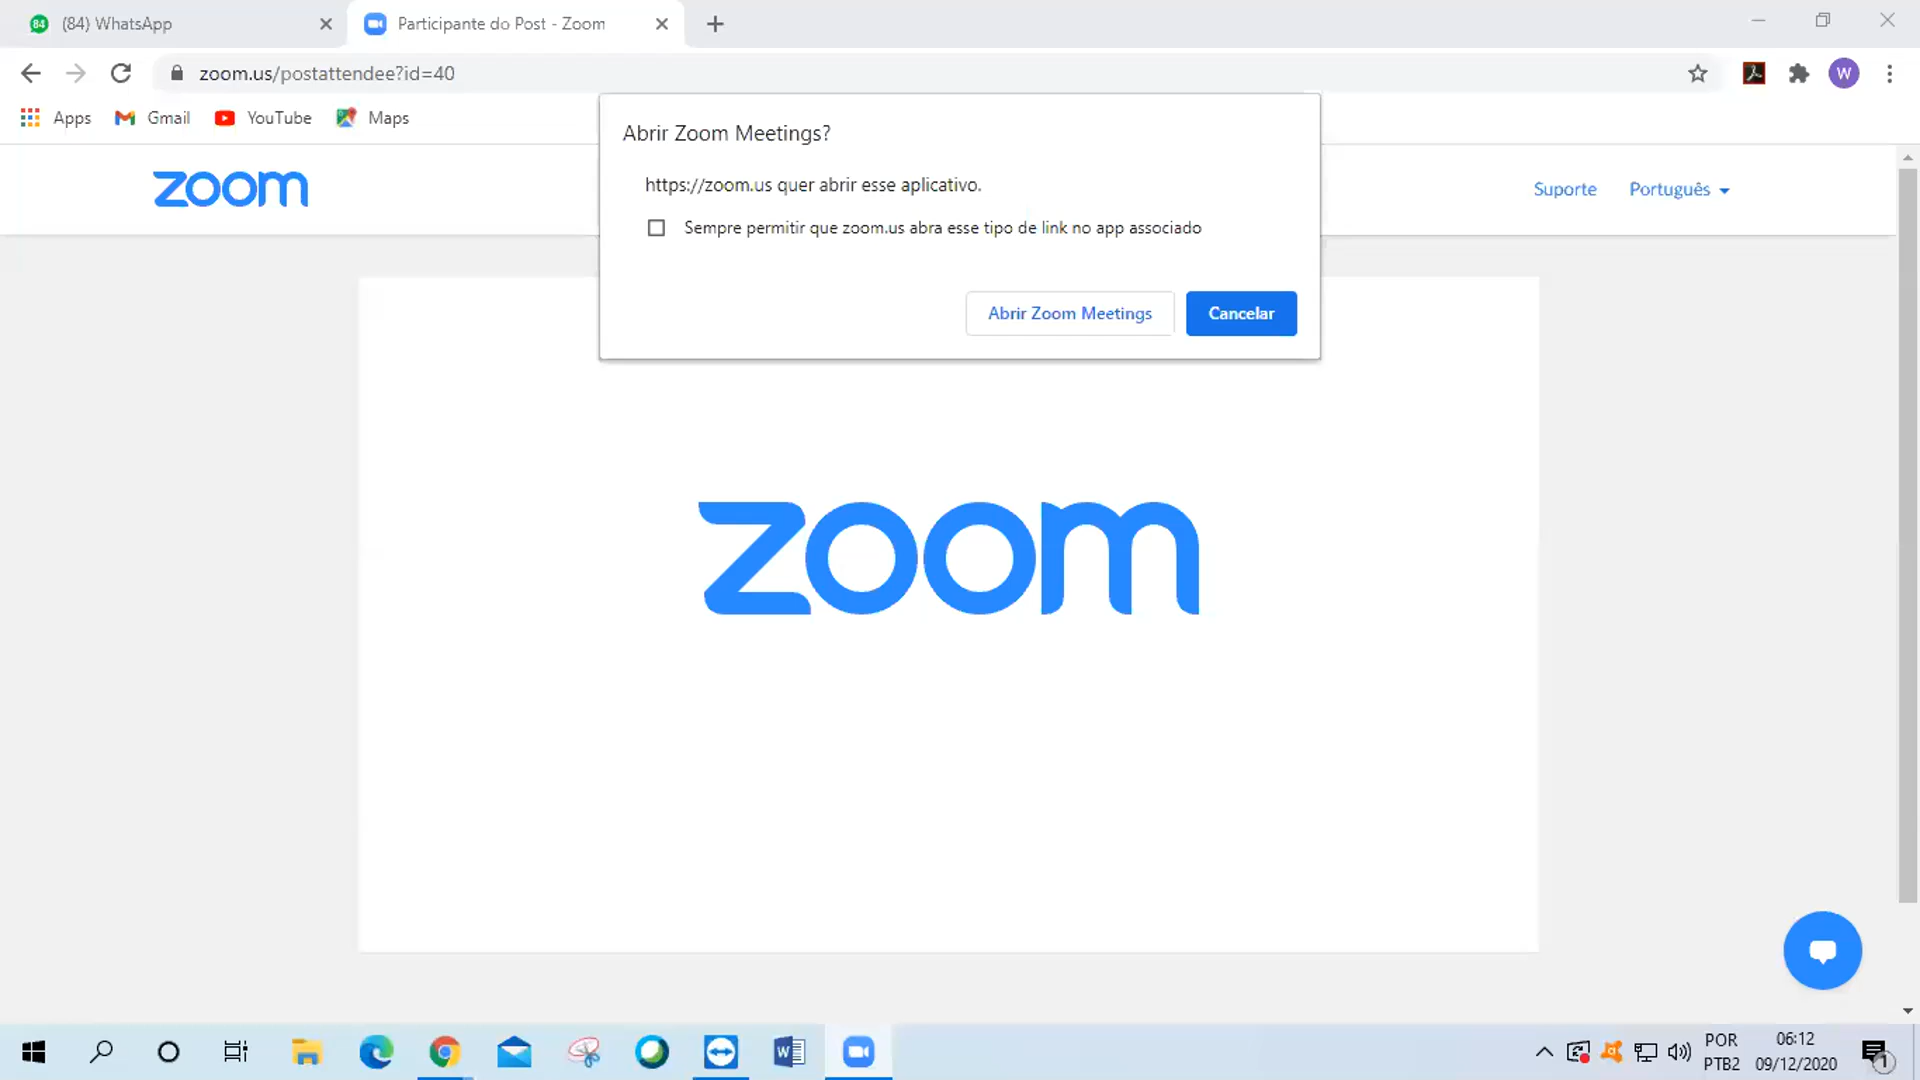 84 (84) WhatsApp
Participante do Post - Zoom
zoom.us/postattendee?id=40
W
Apps
Gmail
YouTube
Maps
zoom
Suporte
Português
Abrir Zoom Meetings?
https://zoom.us quer abrir esse aplicativo.
Sempre permitir que zoom.us abra esse tipo de link no app associado
Abrir Zoom Meetings
Cancelar
zoom
W
POR
PTB2
06:12
09/12/2020
1